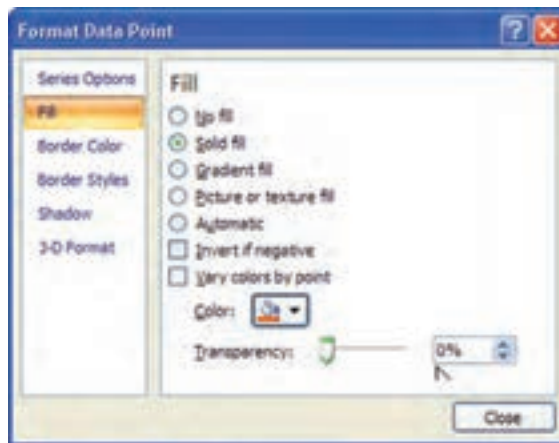 Format Data Point
Series Options
Fill
Border Color
Border Styles
Shadow
3-D Format
Fill
No fill
Solid fill
Gradient fill
Picture or texture fill
Automatic
Invert if negative
Vary colors by point
Color:
Transparency:
0%
Close